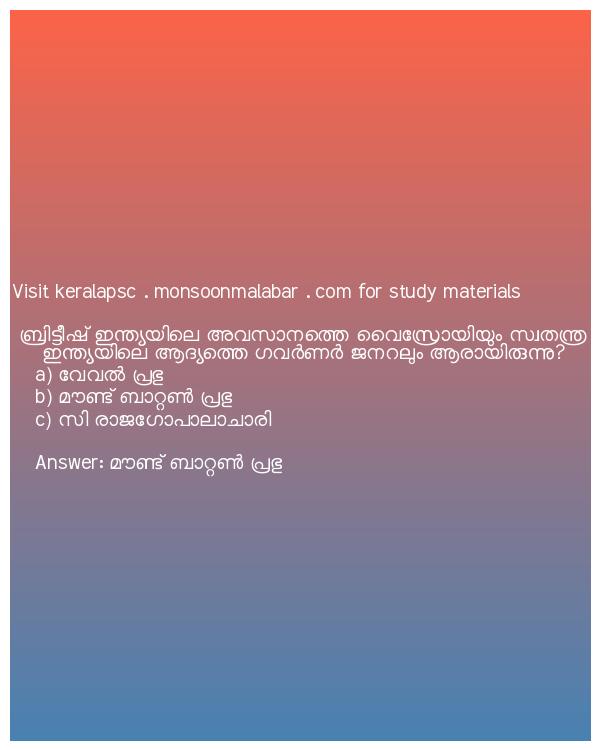 Visit keralapsc . monsoonmalabar . com for study materials
ബ്രിട്ടീഷ് ഇന്ത്യയിലെ അവസാനത്തെ വൈസ്രോയിയും സ്വതന്ത്ര
ഇന്ത്യയിലെ ആദ്യത്തെ ഗവർണർ ജനറലും ആരായിരുന്നു?
a) വേവൽ പ്രഭു
b) മൗണ്ട് ബാറ്റൺ പ്രഭു
c) സി രാജഗോപാലാചാരി
Answer: മൗണ്ട് ബാറ്റൺ പ്രഭു